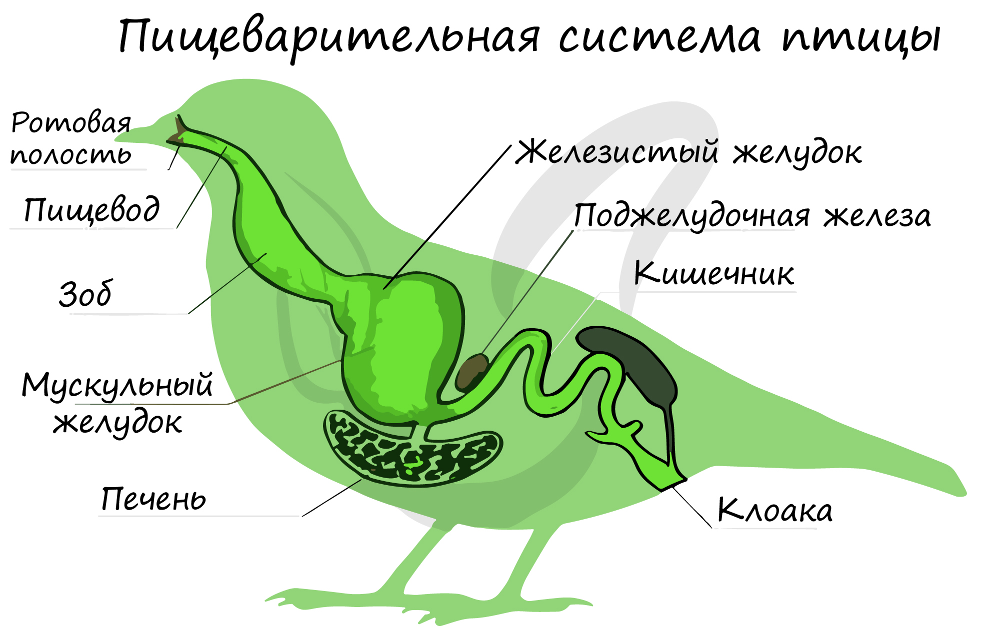 Пищеварительная система птицы
Ротовая
полость
Пищевод
Зоб
Мускульный
желудок
Печень
Железистый желудок
Поджелудочная железа
Кишечник
Клоака